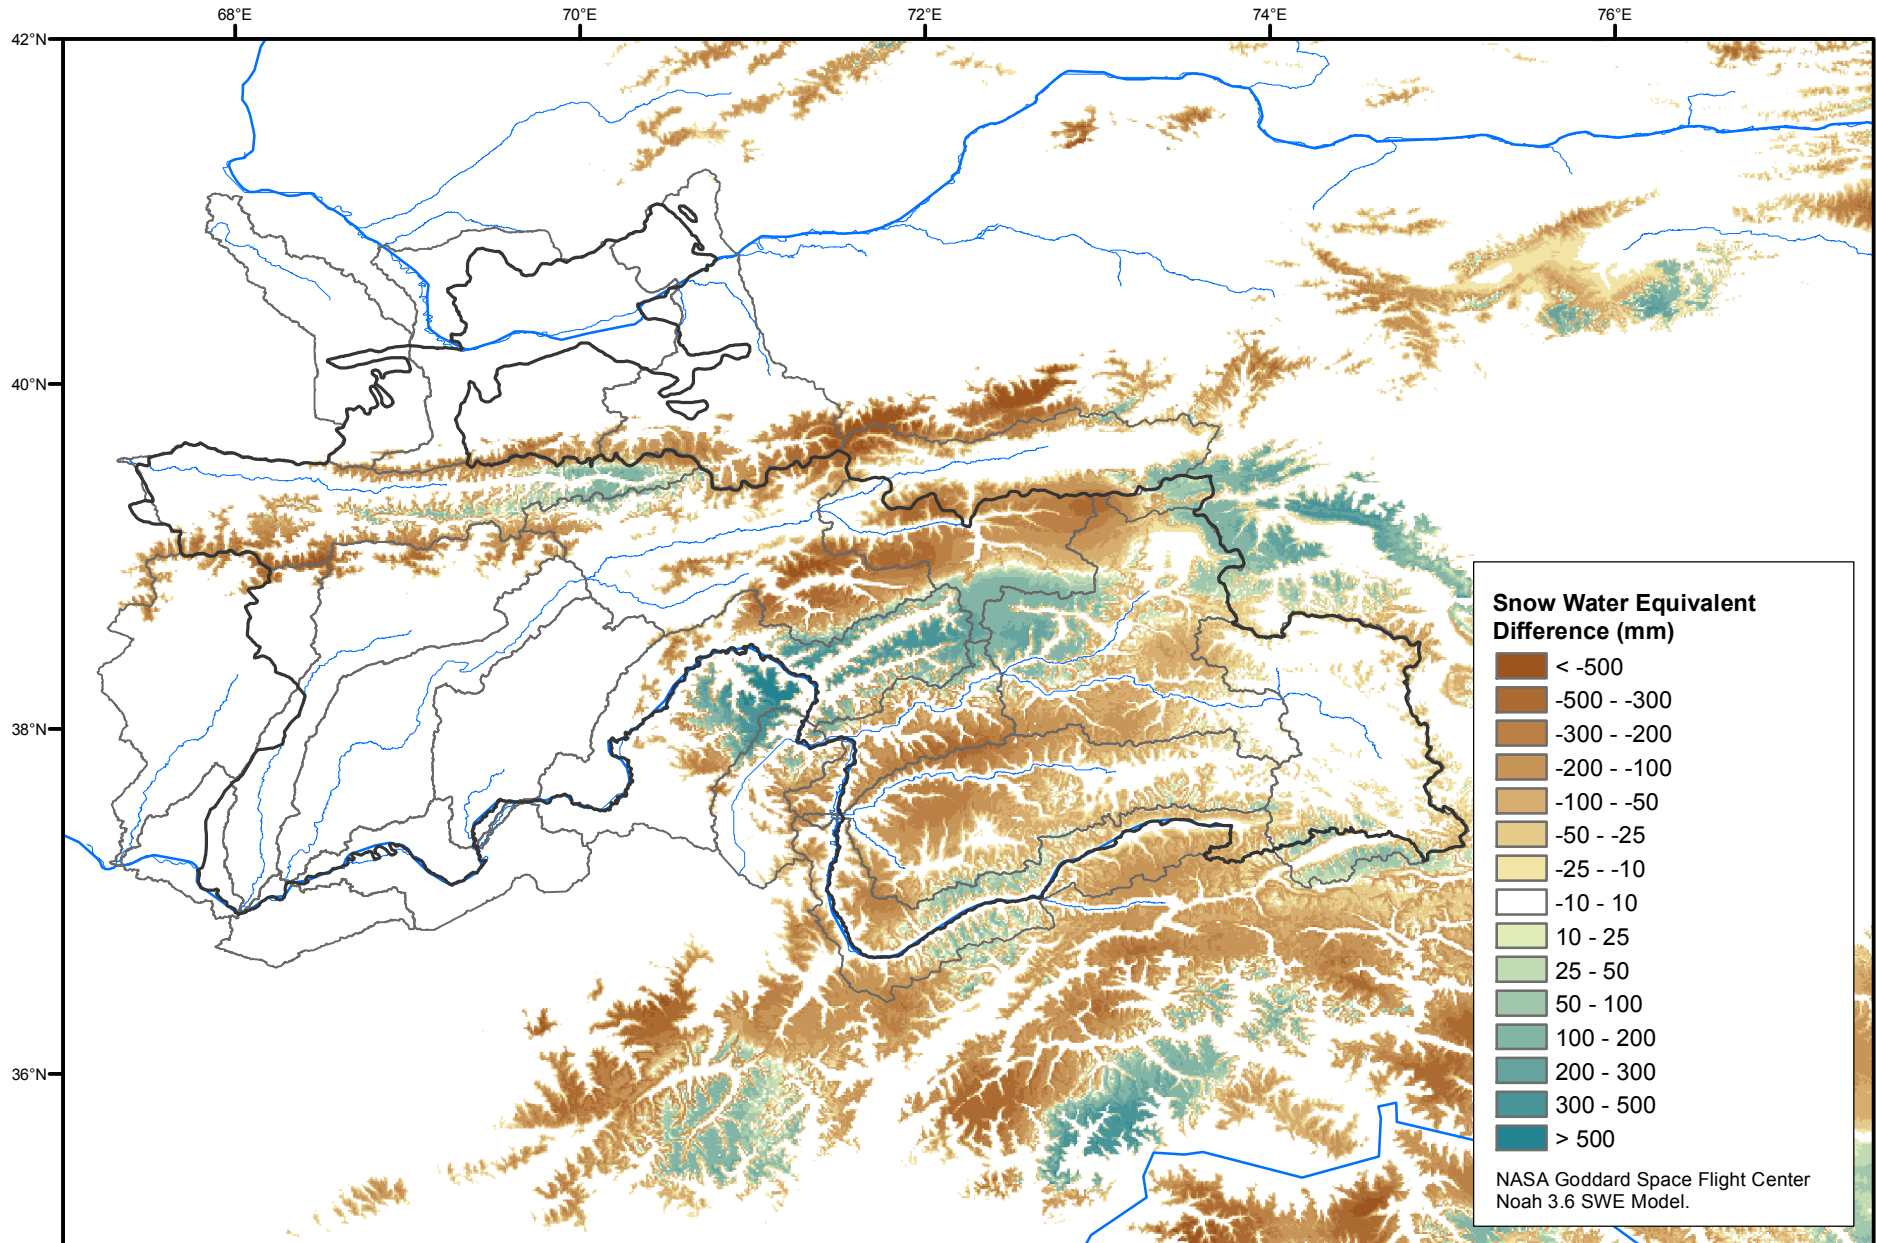 68°E 70°E 72°E 74°E 76°E
42°N
40°N
38°N
36°N
Snow Water Equivalent
Difference (mm)
< -500
-500 - -300
-300 - -200
-200 - -100
-100 - -50
-50 - -25
-25 - -10
-10 - 10
10 - 25
25 - 50
50 - 100
100 - 200
200 - 300
300 - 500
> 500
NASA Goddard Space Flight Center
Noah 3.6 SWE Model.